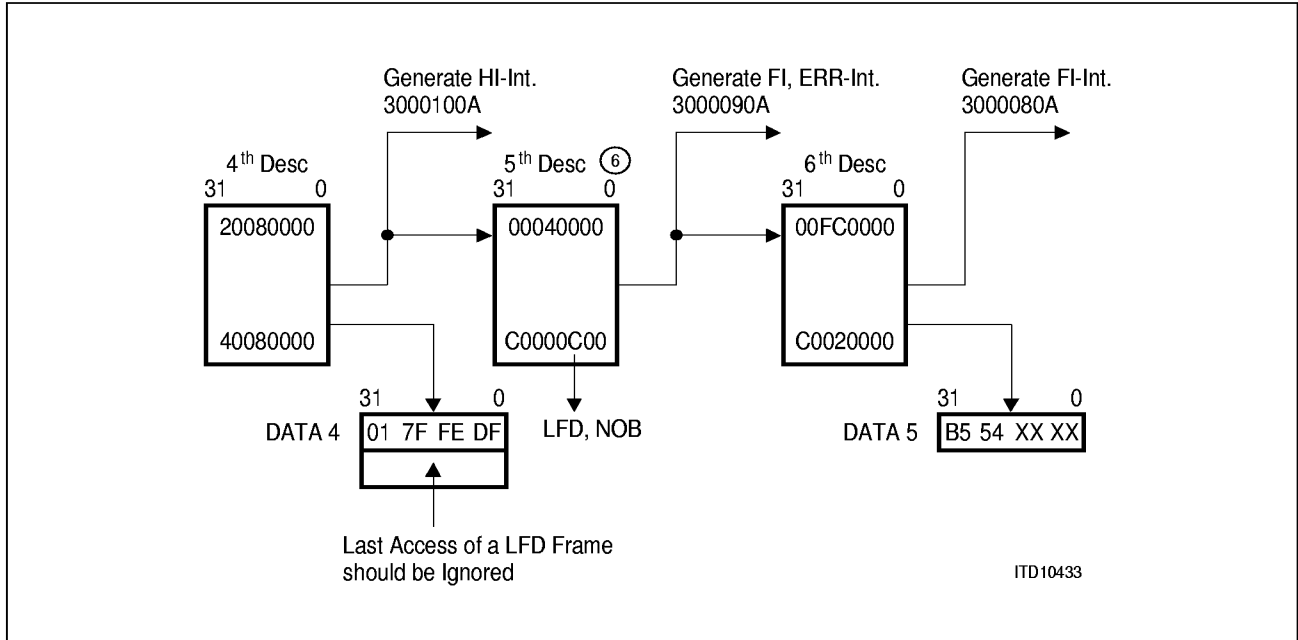 Generate HI-Int.
3000100A
Generate FI, ERR-Int.
3000090A
Generate FI-Int.
3000080A
4th Desc
31 0
20080000
40080000
5th Desc 6
31 0
00040000
C0000C00
6th Desc
31 0
00FC0000
C0020000
31 0
DATA 4 01 7F FE DF
LFD, NOB
31 0
DATA 5 B5 54 XX XX
Last Access of a LFD Frame
should be Ignored
ITD10433